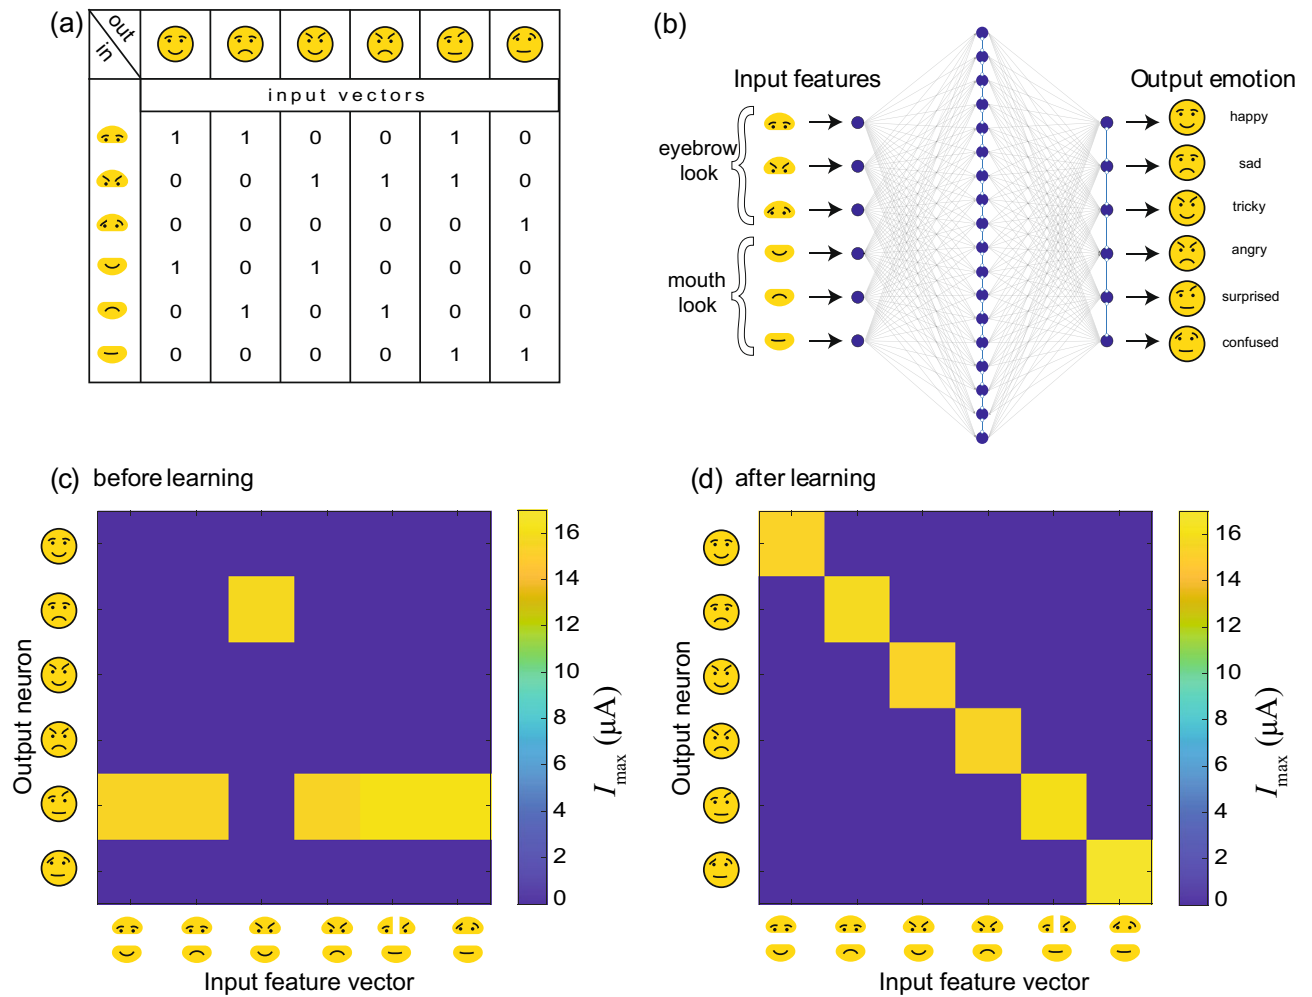 (a)
out
in
input vectors
1 1 0 0 1 0
0 0 1 1 1 0
0 0 0 0 0 1
1 0 1 0 0 0
0 1 0 1 0 0
0 0 0 0 1 1
(b)
Input features
Output emotion
eyebrow
look
mouth
look
happy
sad
tricky
angry
surprised
confused
(c) before learning
Output neuron
Input feature vector
16
14
12
10
8
6
4
2
0
Imax (μA)
(d) after learning
Output neuron
Input feature vector
16
14
12
10
8
6
4
2
0
Imax (μA)